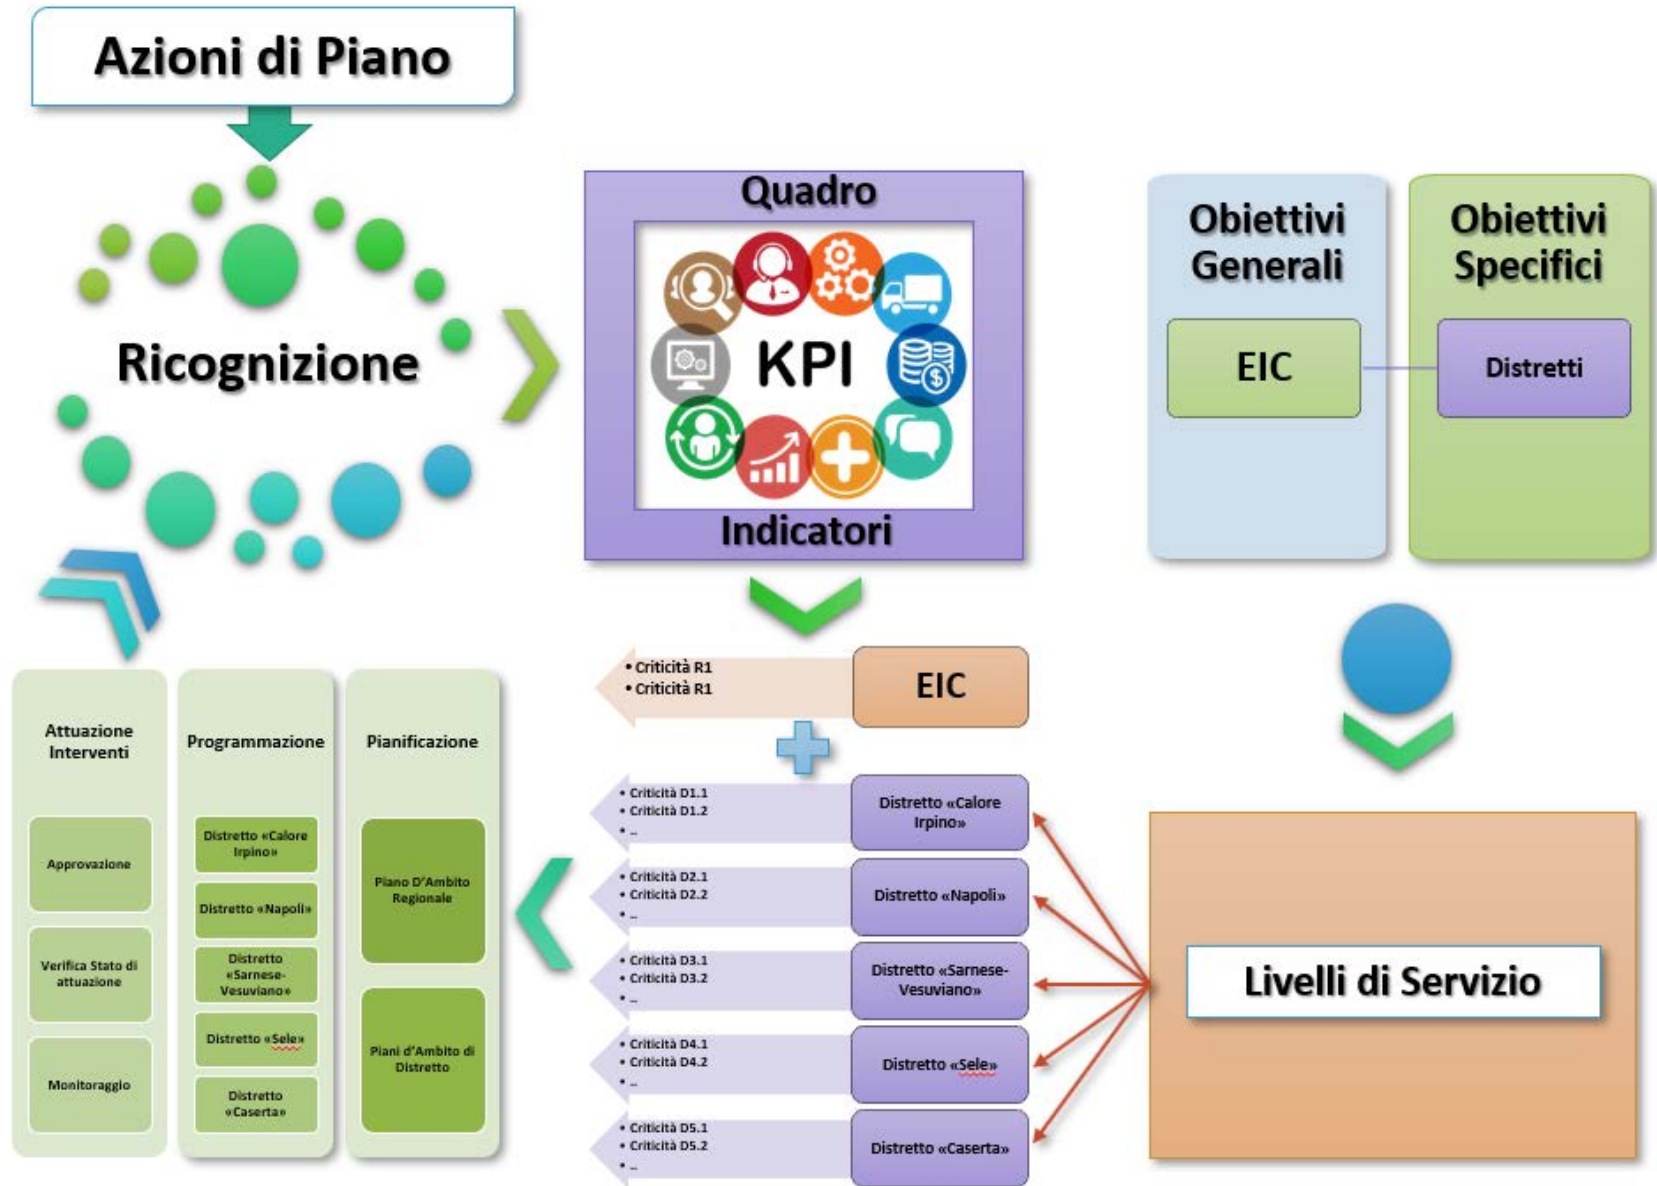 Azioni di Piano
Ricognizione
Quadro
KPI
Indicatori
Obiettivi
Generali
EIC
Obiettivi
Specifici
Distretti
Livelli di Servizio
EIC
• Criticità R1
• Criticità R1
Distretto «Calore
Irpino»
• Criticità D1.1
• Criticità D1.2
• ..
Distretto «Napoli»
• Criticità D2.1
• Criticità D2.2
• ..
Distretto «Sarnese-
Vesuviano»
• Criticità D3.1
• Criticità D3.2
• ..
Distretto «Sele»
• Criticità D4.1
• Criticità D4.2
• ..
Distretto «Caserta»
• Criticità D5.1
• Criticità D5.2
• ..
Attuazione
Interventi
Approvazione
Verifica Stato di
attuazione
Monitoraggio
Programmazione
Distretto «Calore
Irpino»
Distretto «Napoli»
Distretto
«Sarnese-
Vesuviano»
Distretto «Sele»
Distretto
«Caserta»
Pianificazione
Piano D'Ambito
Regionale
Piani d'Ambito di
Distretto